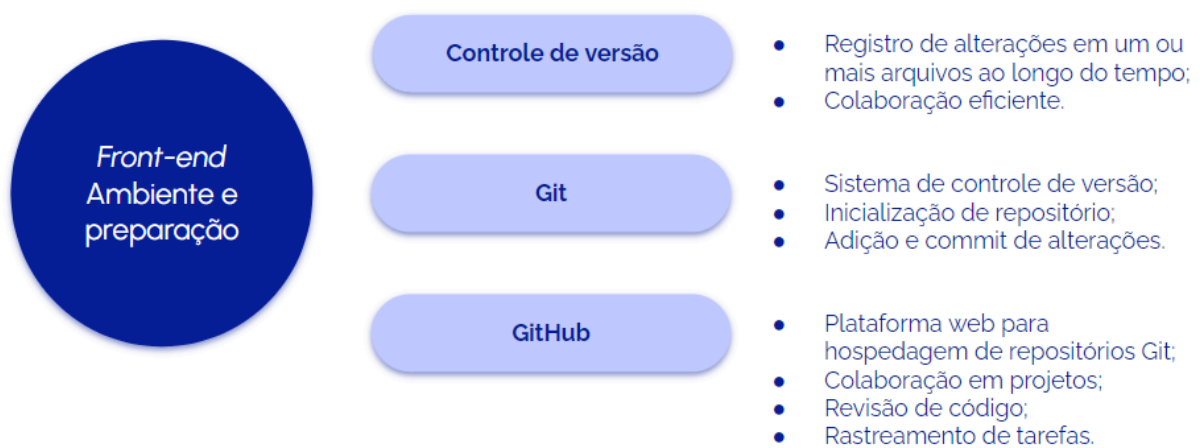 Front-end
Ambiente e
preparação
Controle de versão
Registro de alterações em um ou
mais arquivos ao longo do tempo;
Colaboração eficiente.
Git
Sistema de controle de versão;
Inicialização de repositório;
Adição e commit de alterações.
GitHub
Plataforma web para
hospedagem de repositórios Git;
Colaboração em projetos;
Revisão de código;
Rastreamento de tarefas.